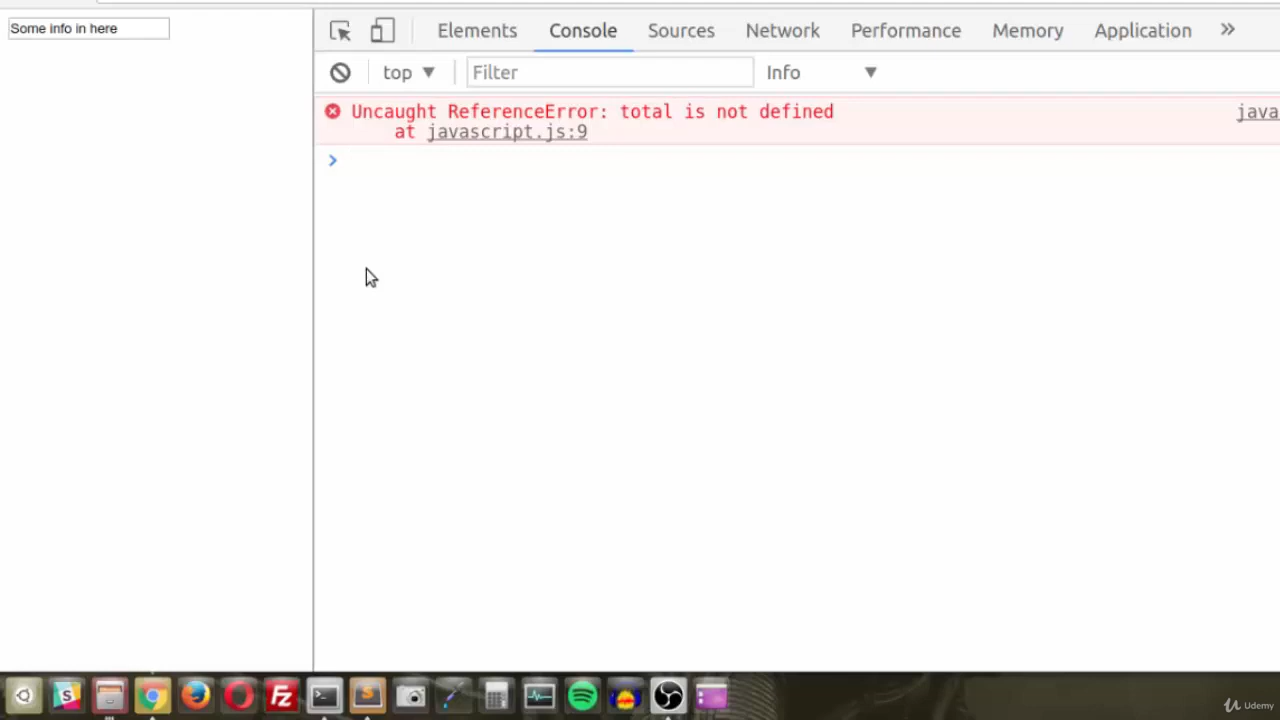 Some info in here
Elements Console Sources Network Performance Memory Application »
top ▼ Filter Info ▼
Uncaught ReferenceError: total is not defined java
at javascript.js:9
>
S Fz >_ S
Udemy